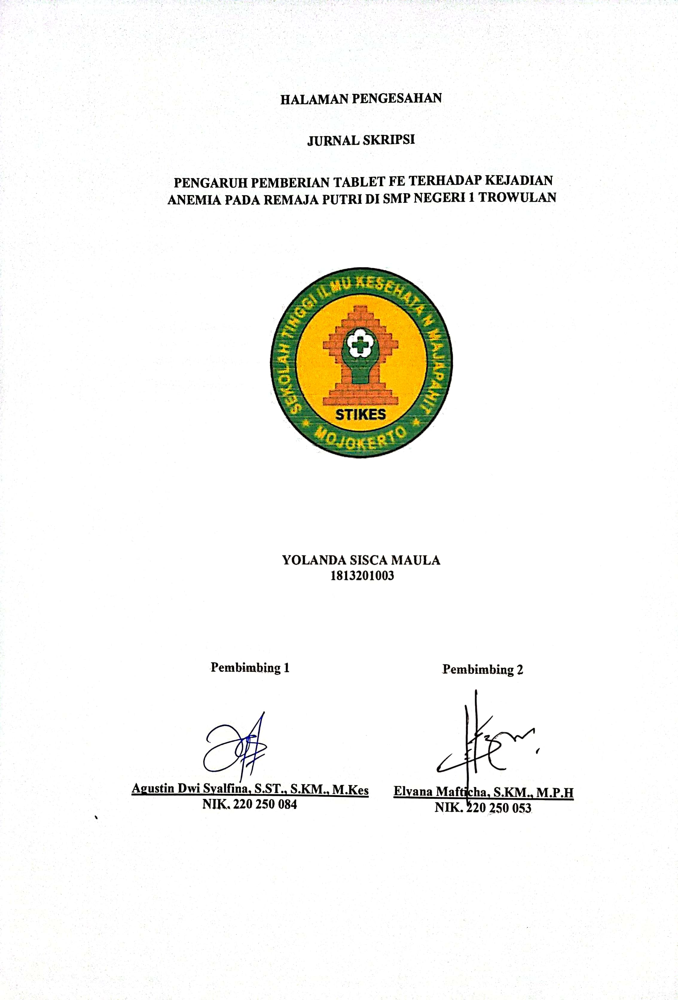 HALAMAN PENGESAHAN
JURNAL SKRIPSI
PENGARUH PEMBERIAN TABLET FE TERHADAP KEJADIAN
ANEMIA PADA REMAJA PUTRI DI SMP NEGERI 1 TROWULAN
SEKOLAH TINGGI ILMU KESEHATAN MAJAPAHIT
STIKES
MOJOKERTO
YOLANDA SISCA MAULA
1813201003
Pembimbing 1
Pembimbing 2
Agustin Dwi Syalfina, S.ST., S.KM., M.Kes
Elyana Mafticha, S.KM., M.P.H
NIK. 220 250 084
NIK. 220 250 053